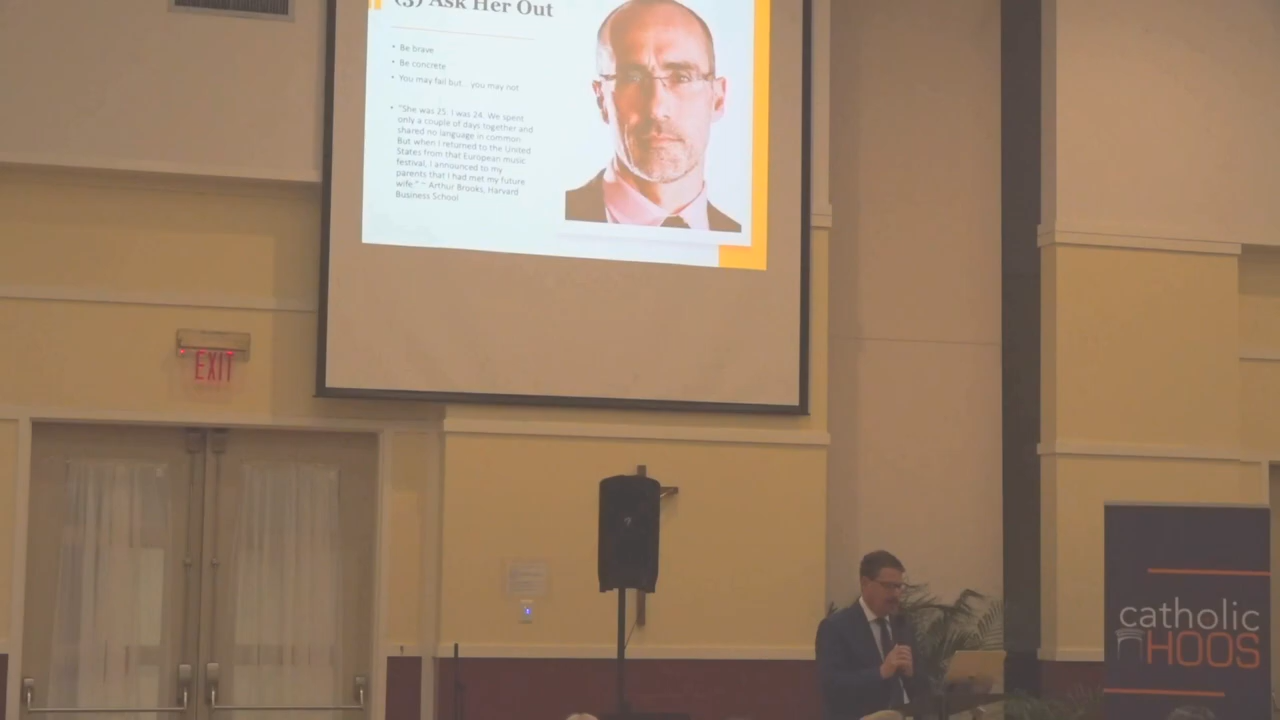 (3) Ask Her Out
• Be brave
• Be concrete
• You may fail but... you may not
• "She was 25. I was 24. We spent
only a couple of days together and
shared no language in common.
But when I returned to the United
States from that European music
festival, I announced to my
parents that I had met my future
wife." ~ Arthur Brooks, Harvard
Business School
EXIT
catholic
HOOS